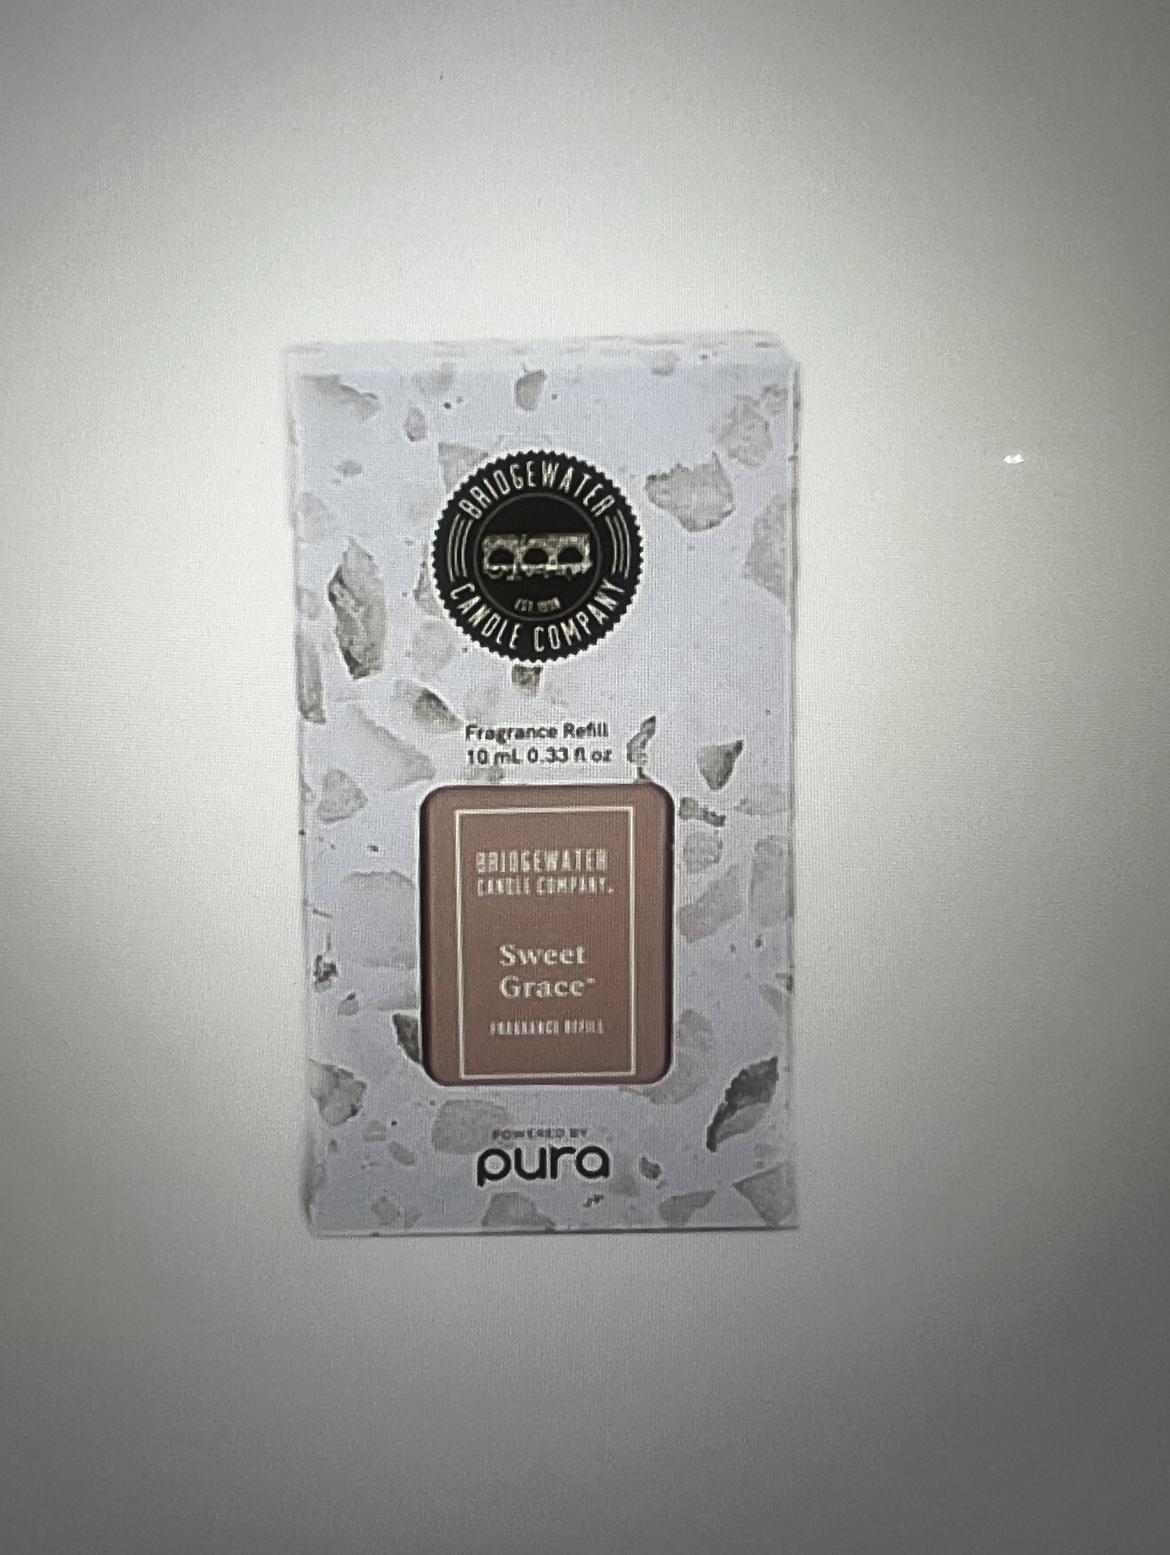 BRIDGEWATER
EST. 1998
CANDLE COMPANY
Fragrance Refill
10 mL 0.33 fl oz
BRIDGEWATER
CANDLE COMPANY.
Sweet
Grace™
FRAGRANCE REFILL
POWERED BY
pura